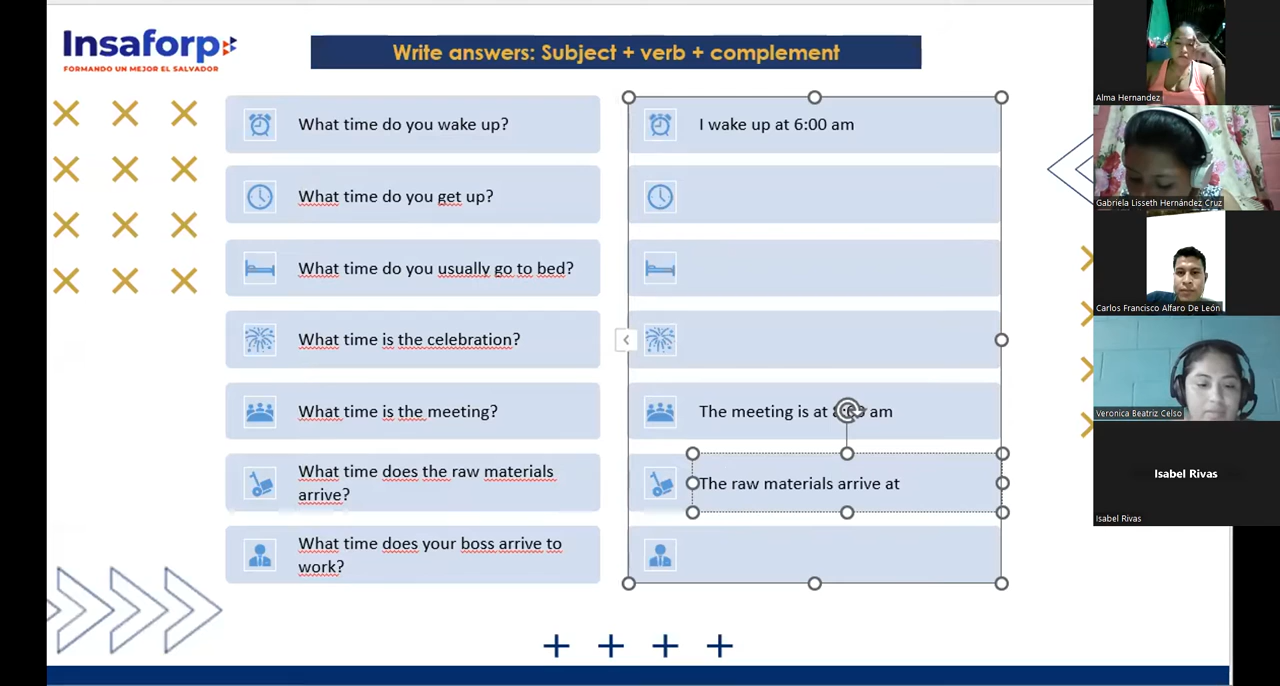 Insaforp
FORMANDO UN MEJOR EL SALVADOR
Write answers: Subject + verb + complement
What time do you wake up?
I wake up at 6:00 am
What time do you get up?
What time do you usually go to bed?
What time is the celebration?
What time is the meeting?
The meeting is at am
What time does the raw materials
arrive?
The raw materials arrive at
What time does your boss arrive to
work?
Alma Hernandez
Gabriela Lisseth Hernández Cruz
Carlos Francisco Alfaro De León
Veronica Beatriz Celso
Isabel Rivas
Isabel Rivas